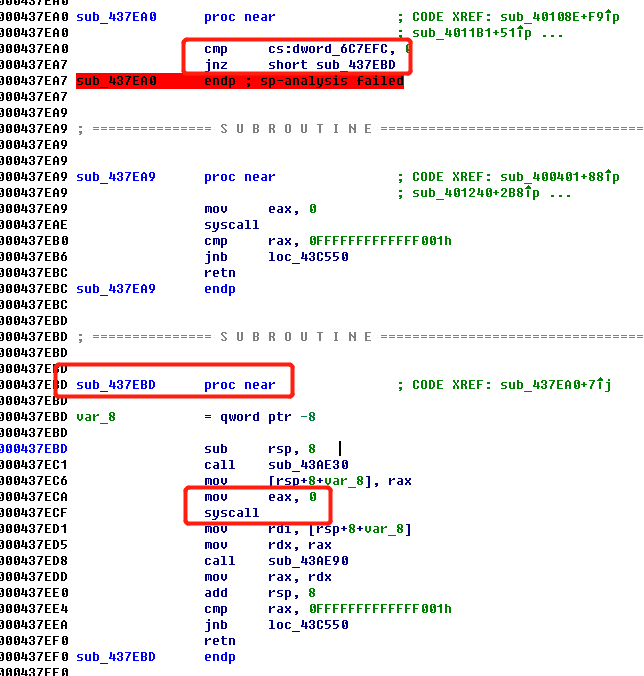 000437EA0
000437EA0 sub_437EA0 proc near ; CODE XREF: sub_40108E+F9↑p
000437EA0 ; sub_4011B1+51↑p ...
000437EA0 cmp cs:dword_6C7EFC, 0
000437EA7 jnz short sub_437EBD
000437EA7 sub_437EA0 endp ; sp-analysis failed
000437EA7
000437EA9
000437EA9 ; =============== S U B R O U T I N E =======================================
000437EA9
000437EA9
000437EA9 sub_437EA9 proc near ; CODE XREF: sub_400401+88↑p
000437EA9 ; sub_401240+2B8↑p ...
000437EA9 mov eax, 0
000437EAE syscall
000437EB0 cmp rax, 0FFFFFFFFFFFFF001h
000437EB6 jnb loc_43C550
000437EBC retn
000437EBC sub_437EA9 endp
000437EBC
000437EBD
000437EBD ; =============== S U B R O U T I N E =======================================
000437EBD
000437EBD
000437EBD sub_437EBD proc near ; CODE XREF: sub_437EA0+7↑j
000437EBD
000437EBD var_8 = qword ptr -8
000437EBD
000437EBD sub rsp, 8
000437EC1 call sub_43AE30
000437EC6 mov [rsp+8+var_8], rax
000437ECA mov eax, 0
000437ECF syscall
000437ED1 mov rdi, [rsp+8+var_8]
000437ED5 mov rdx, rax
000437ED8 call sub_43AE90
000437EDD mov rax, rdx
000437EE0 add rsp, 8
000437EE4 cmp rax, 0FFFFFFFFFFFFF001h
000437EEA jnb loc_43C550
000437EF0 retn
000437EF0 sub_437EBD endp
000437EF0